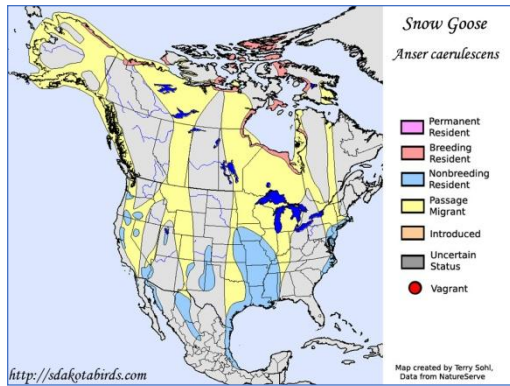 Snow Goose
Anser caerulescens
Permanent
Resident
Breeding
Resident
Nonbreeding
Resident
Passage
Migrant
Introduced
Uncertain
Status
Vagrant
http://sdakotabirds.com
Map created by Terry Sohl,
Data from NatureServe